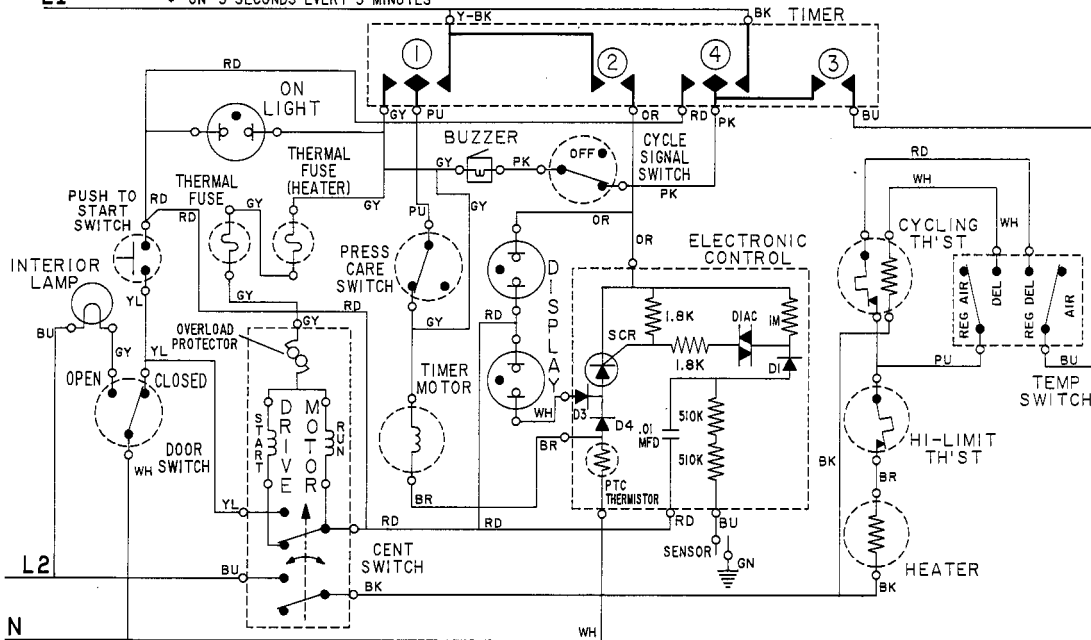 L1 * ON 5 SECONDS EVERY 5 MINUTES
Y-BK BK TIMER
1 2 4 3
RD
ON LIGHT
GY PU OR RD PK BU
BUZZER
GY PK OFF
CYCLE SIGNAL SWITCH
PK
THERMAL FUSE (HEATER)
THERMAL FUSE
GY GY
PUSH TO START SWITCH
RD RD
PU GY OR OR
RD WH WH RD
CYCLING TH'ST
PRESS CARE SWITCH
DISPLAY
ELECTRONIC CONTROL
INTERIOR LAMP
YL GY RD GY RD
1.8K DIAC 1M
SCR 1.8K D1
REG AIR DEL REG DEL AIR
BU GY YL
OVERLOAD PROTECTOR
GY
OPEN CLOSED
TIMER MOTOR
WH D3 D4
.01 MFD 510K 510K
PU BU
TEMP SWITCH
START DRIVE MOTOR RUN
DOOR SWITCH
WH
BR BR
PTC THERMISTOR
HI-LIMIT TH'ST
BK BR
YL RD RD RD BU
CENT SWITCH
SENSOR GN
HEATER
L2 BU BK BK
N WH